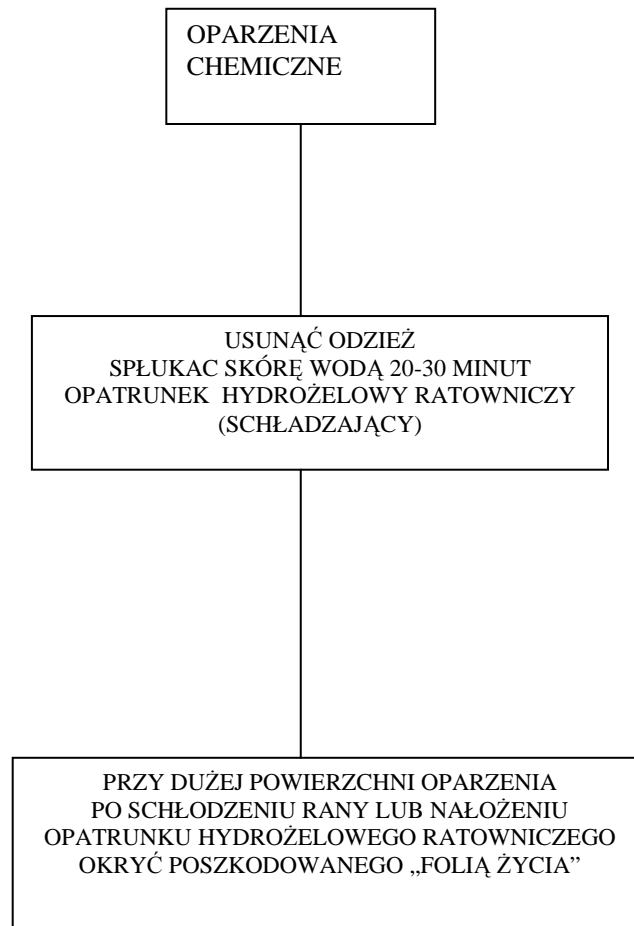 OPARZENIA
CHEMICZNE
USUNĄĆ ODZIEŻ
SPŁUKAC SKÓRĘ WODĄ 20-30 MINUT
OPATRUNEK HYDROŻELOWY RATOWNICZY
(SCHŁADZAJĄCY)
PRZY DUŻEJ POWIERZCHNI OPARZENIA
PO SCHŁODZENIU RANY LUB NAŁOŻENIU
OPATRUNKU HYDROŻELOWEGO RATOWNICZEGO
OKRYĆ POSZKODOWANEGO „FOLIĄ ŻYCIA”